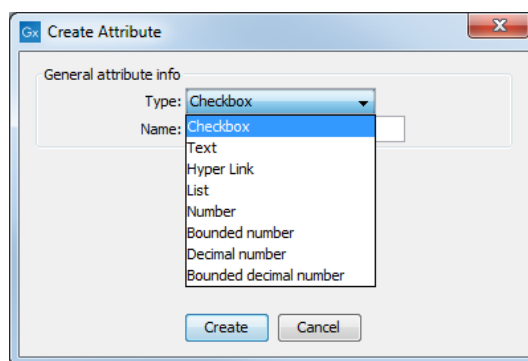 Gx Create Attribute
General attribute info
Type: Checkbox
Name: Checkbox
Text
Hyper Link
List
Number
Bounded number
Decimal number
Bounded decimal number
Create Cancel